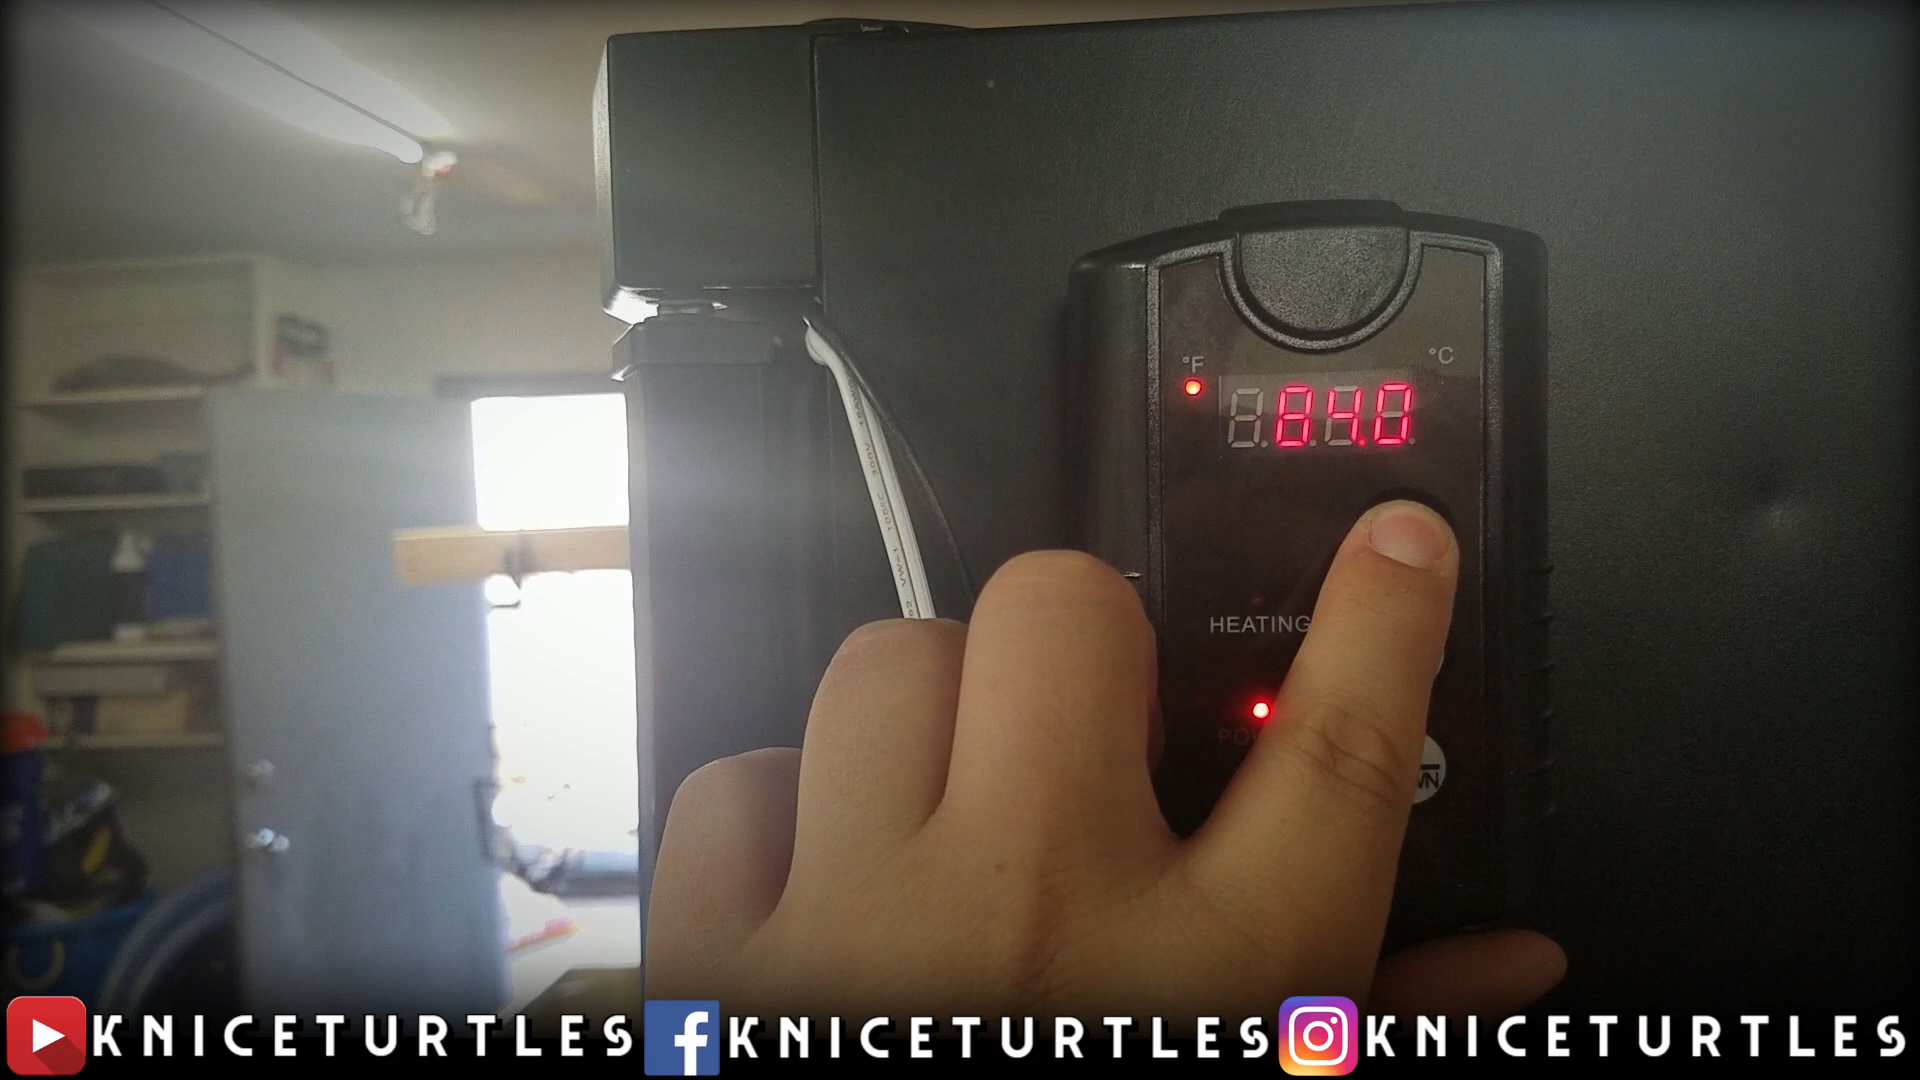 °F
°C
84.0
HEATING
KNICETURTLES
KNICETURTLES
KNICETURTLES